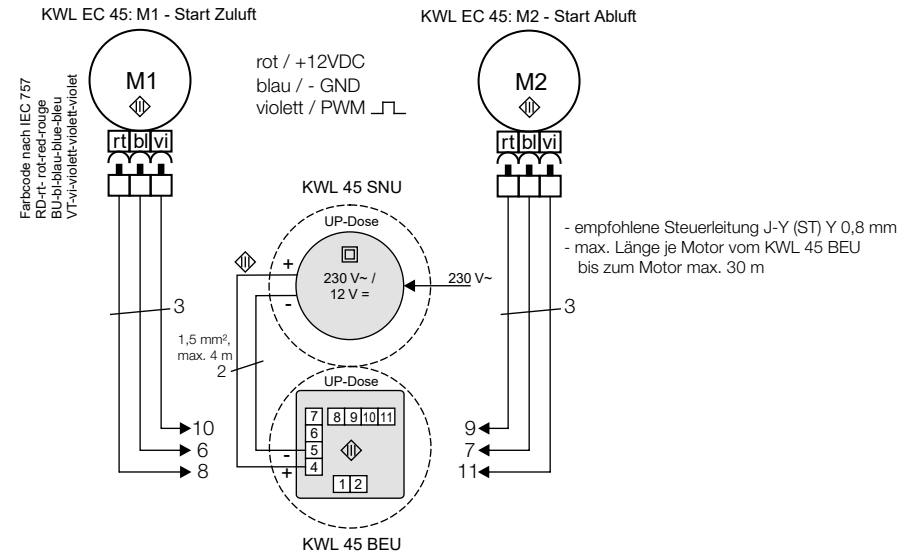 KWL EC 45: M1 - Start Zuluft
KWL EC 45: M2 - Start Abluft
Farbcode nach IEC 757
RD-rt- rot-red-rouge
BU-bl-blau-blue-bleu
VT-vi-violett-violet-violet
M1
rt bl vi
rot / +12VDC
blau / - GND
violett / PWM
M2
rt bl vi
KWL 45 SNU
UP-Dose
230 V~ /
12 V =
+
-
230 V~
- empfohlene Steuerleitung J-Y (ST) Y 0,8 mm
- max. Länge je Motor vom KWL 45 BEU
bis zum Motor max. 30 m
3
3
1,5 mm²,
max. 4 m
2
UP-Dose
7 8 9 10 11
6
5
4
-
+
1 2
10
6
8
9
7
11
KWL 45 BEU